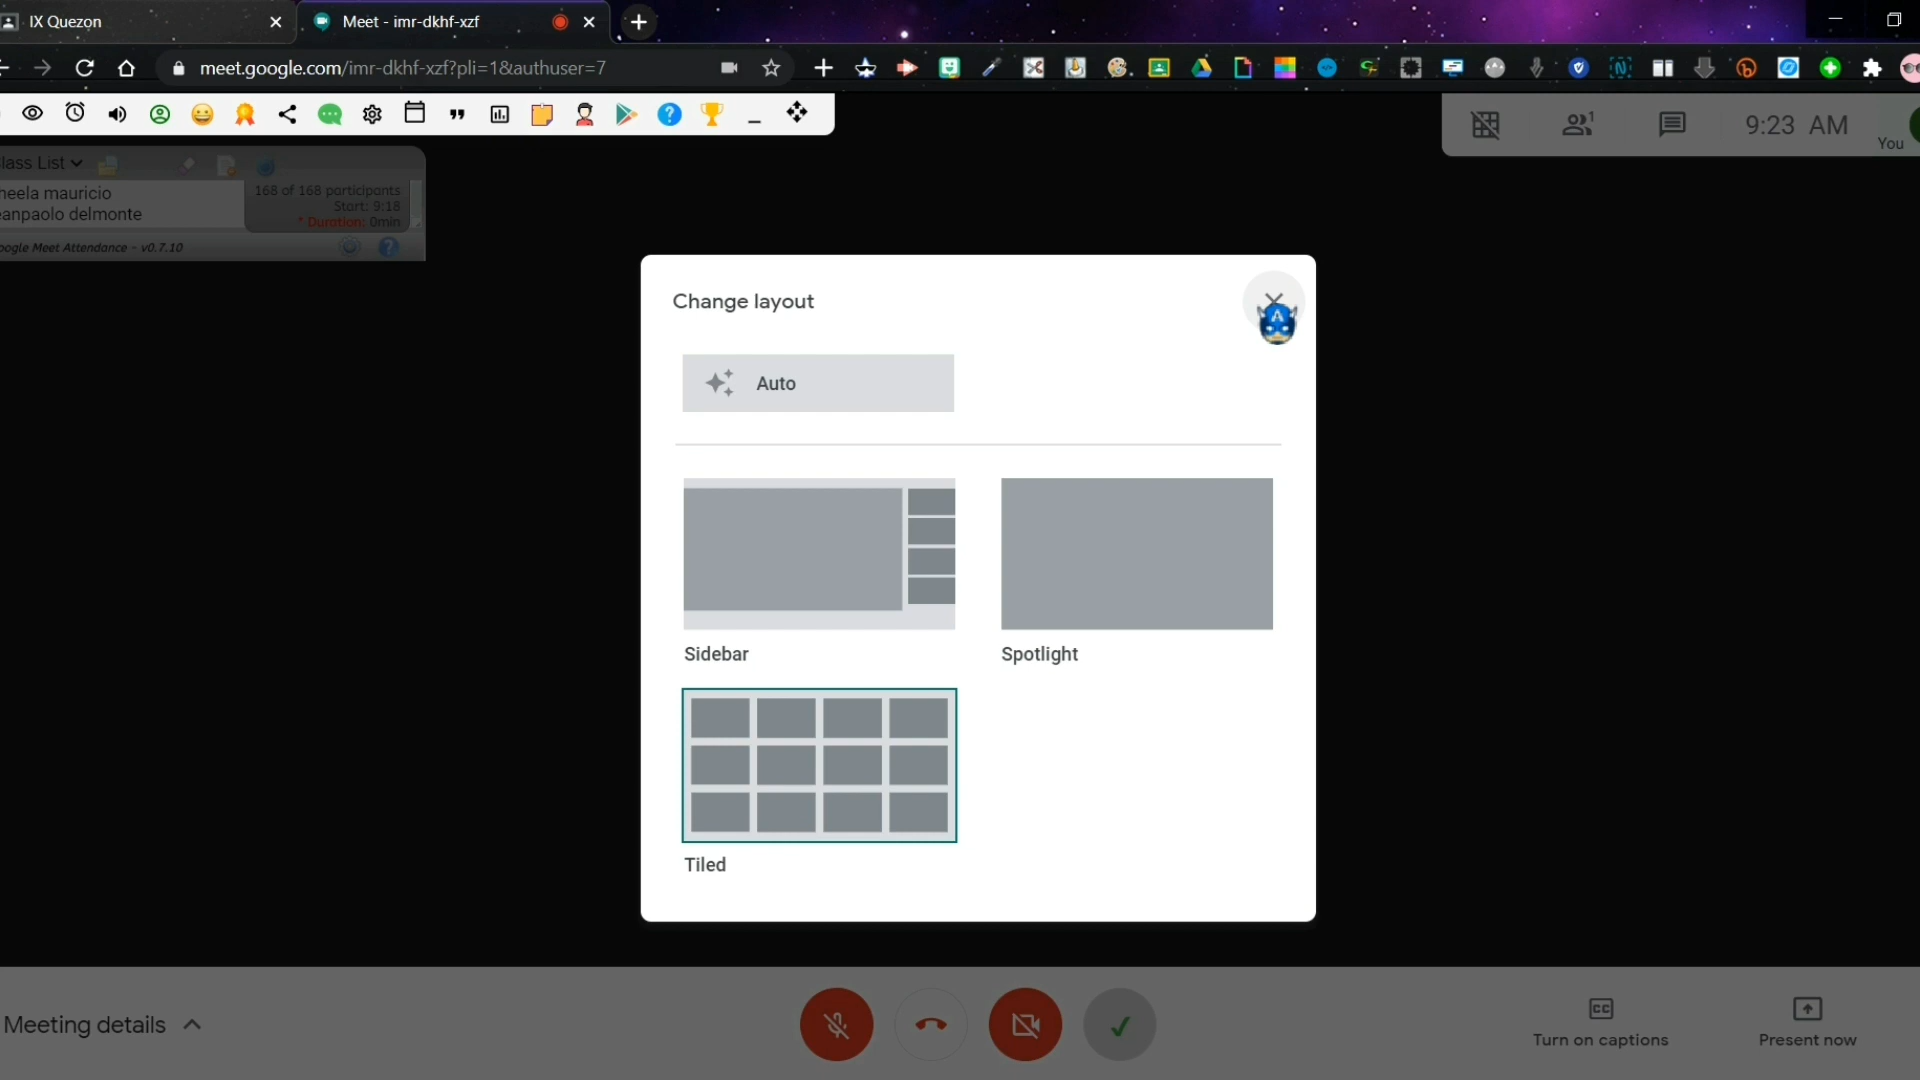 IX Quezon
Meet - imr-dkhf-xzf
meet.google.com/imr-dkhf-xzf?pli=1&authuser=7
9:23 AM
You
lass List
168 of 168 participants
heela mauricio
Start: 9:18
eanpaolo delmonte
* Duration: 0min
oogle Meet Attendance - v0.7.10
Change layout
Auto
Sidebar
Spotlight
Tiled
Meeting details
Turn on captions
Present now